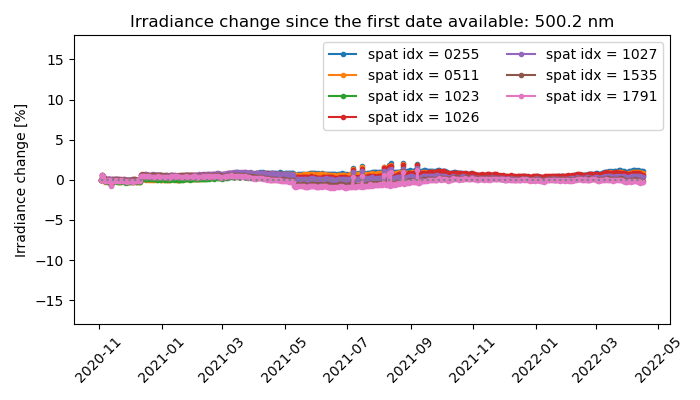 Irradiance change since the first date available: 500.2 nm
Irradiance change [%]
15
10
5
0
−5
−10
−15
spat idx = 0255
spat idx = 0511
spat idx = 1023
spat idx = 1026
spat idx = 1027
spat idx = 1535
spat idx = 1791
2020-11
2021-01
2021-03
2021-05
2021-07
2021-09
2021-11
2022-01
2022-03
2022-05